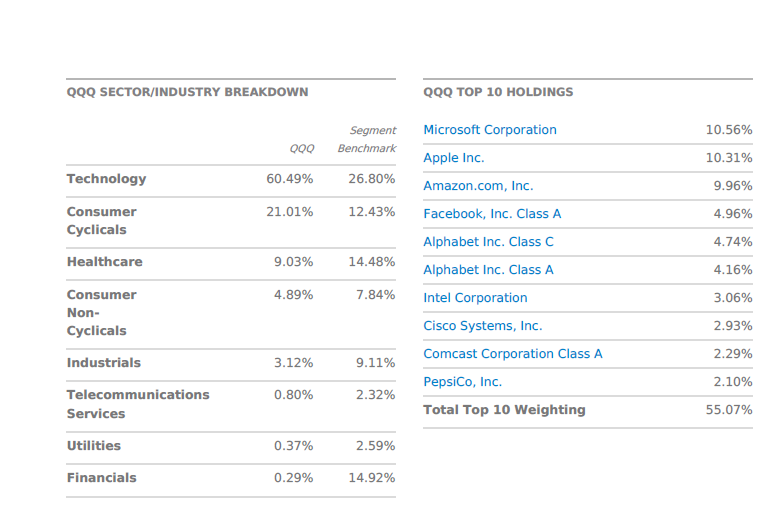 QQQ SECTOR/INDUSTRY BREAKDOWN
Segment
QQQ Benchmark
Technology 60.49% 26.80%
Consumer 21.01% 12.43%
Cyclicals
Healthcare 9.03% 14.48%
Consumer 4.89% 7.84%
Non-
Cyclicals
Industrials 3.12% 9.11%
Telecommunications 0.80% 2.32%
Services
Utilities 0.37% 2.59%
Financials 0.29% 14.92%
QQQ TOP 10 HOLDINGS
Microsoft Corporation 10.56%
Apple Inc. 10.31%
Amazon.com, Inc. 9.96%
Facebook, Inc. Class A 4.96%
Alphabet Inc. Class C 4.74%
Alphabet Inc. Class A 4.16%
Intel Corporation 3.06%
Cisco Systems, Inc. 2.93%
Comcast Corporation Class A 2.29%
PepsiCo, Inc. 2.10%
Total Top 10 Weighting 55.07%